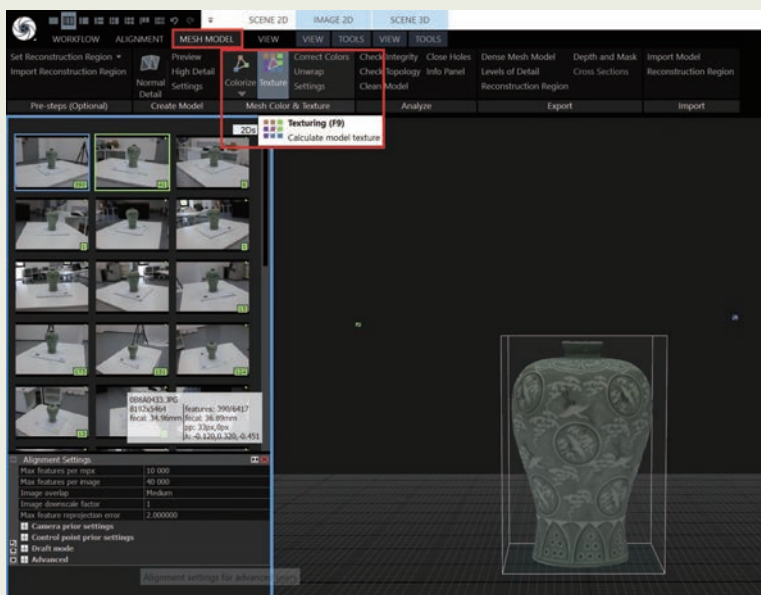 SCENE 2D IMAGE 2D SCENE 3D
WORKFLOW ALIGNMENT MESH MODEL VIEW VIEW TOOLS VIEW TOOLS
Set Reconstruction Region
Import Reconstruction Region
Pre-steps (Optional)
Normal
Detail
Preview
High Detail
Settings
Create Model
Colorize
Texture
Correct Colors
Unwrap
Settings
Mesh Color & Texture
Check Integrity Close Holes
Check Topology Info Panel
Clean Model
Analyze
Dense Mesh Model Depth and Mask
Levels of Detail Cross Sections
Reconstruction Region
Export
Import Model
Reconstruction Region
Import
2Ds
Texturing (F9)
Calculate model texture
0B6A0433.JPG
8192x5464 features: 390/6417
focal: 34.96mm focal: 36.89mm
pp: 33px,0px
Alignment Settings
Max features per mpx 10 000
Max features per image 40 000
Image overlap Medium
Image downscale factor 1
Max feature reprojection error 2.000000
Camera prior settings
Control point prior settings
Draft mode
Advanced
Alignment settings for advanced users